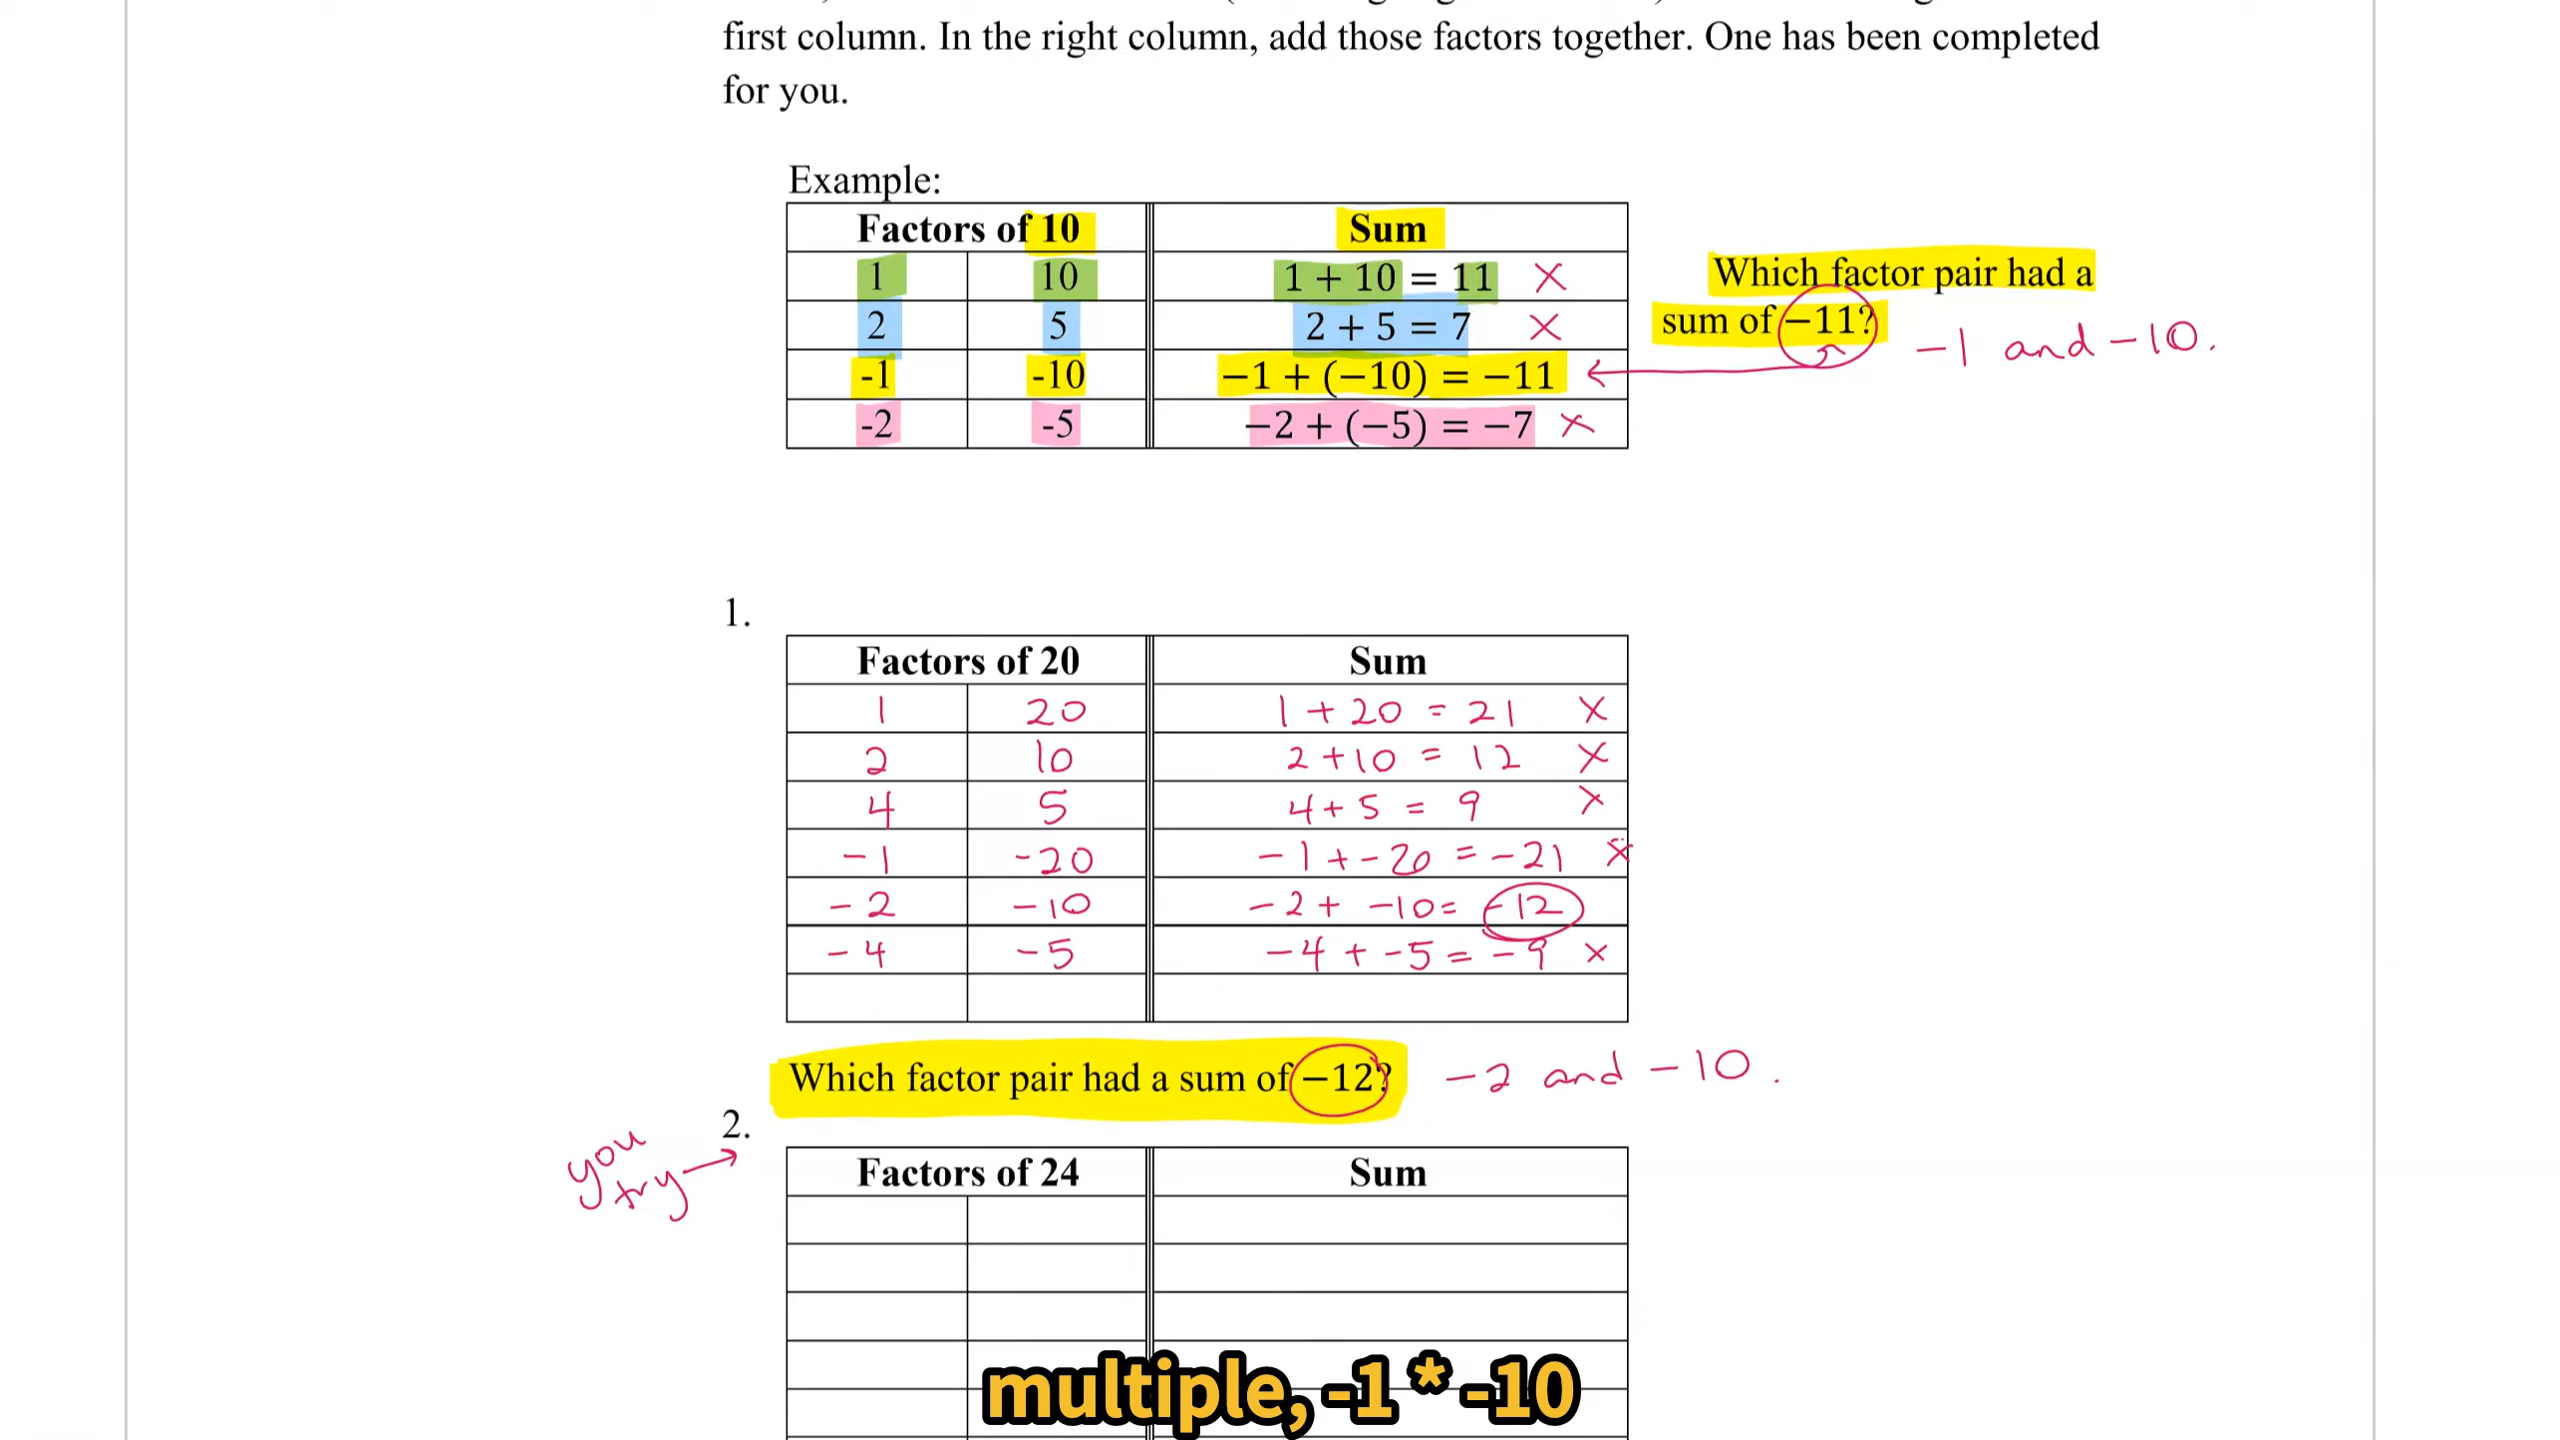 first column. In the right column, add those factors together. One has been completed
for you.
Example:
Factors of 10 Sum
1 10 1 + 10 = 11 X
2 5 2 + 5 = 7 X
-1 -10 −1 + (−10) = −11
-2 -5 −2 + (−5) = −7 X
Which factor pair had a
sum of −11? -1 and -10.
1.
Factors of 20 Sum
1 20 1 + 20 = 21 X
2 10 2 + 10 = 12 X
4 5 4 + 5 = 9 X
-1 -20 -1 + -20 = -21 X
-2 -10 -2 + -10 = -12
-4 -5 -4 + -5 = -9 X
Which factor pair had a sum of −12? -2 and -10.
2.
you
try
Factors of 24 Sum
multiple, -1 * -10